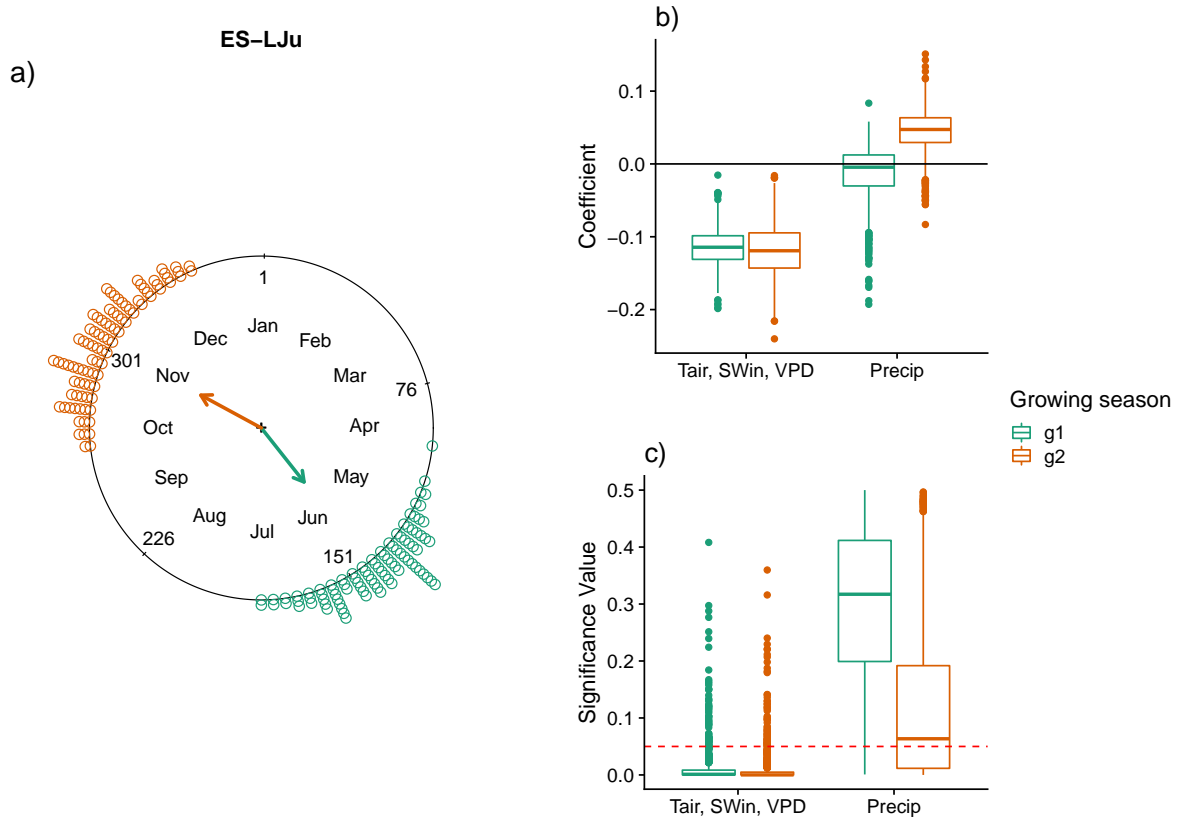 ES−LJu
a)
1
Jan
Feb
Mar
76
Apr
May
Jun
151
Jul
Aug
226
Sep
Oct
Nov
301
Dec
b)
Coefficient
0.1
0.0
−0.1
−0.2
Tair, SWin, VPD
Precip
Growing season
g1
g2
c)
Significance Value
0.5
0.4
0.3
0.2
0.1
0.0
Tair, SWin, VPD
Precip